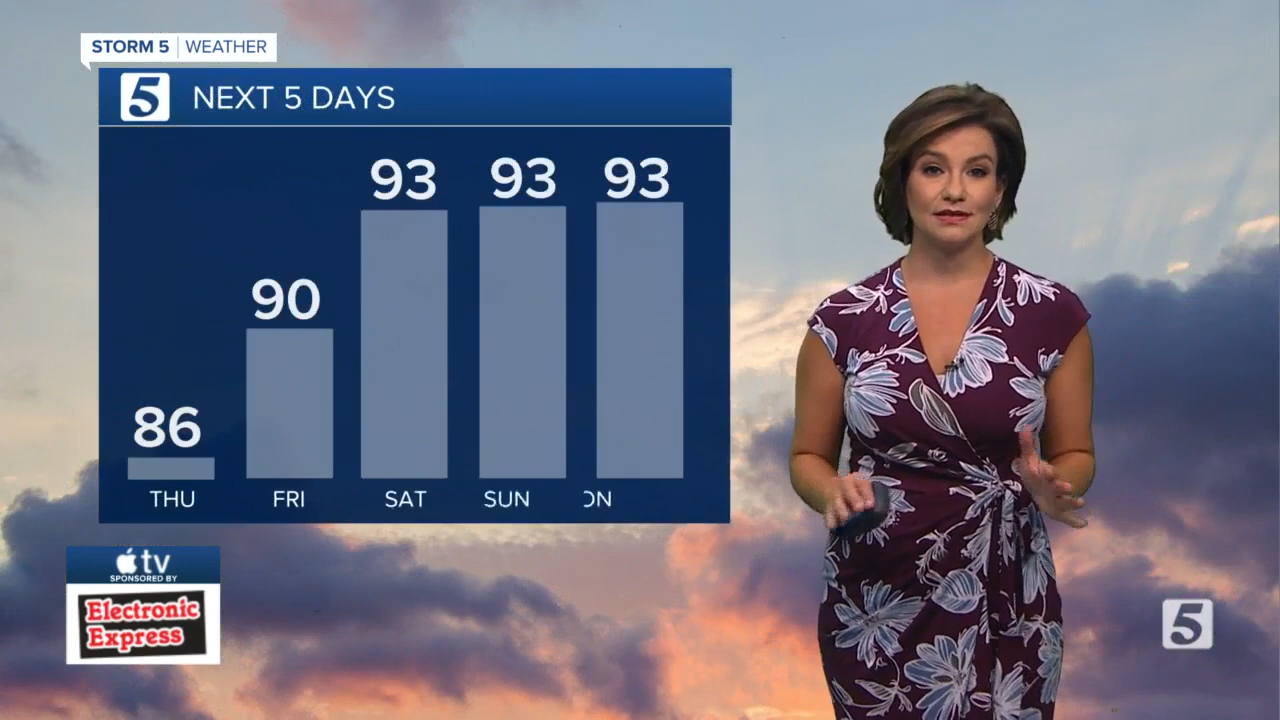 STORM 5 | WEATHER
5 NEXT 5 DAYS
93 93 93
90
86
THU FRI SAT SUN ON
tv
SPONSORED BY
Electronic
Express
5